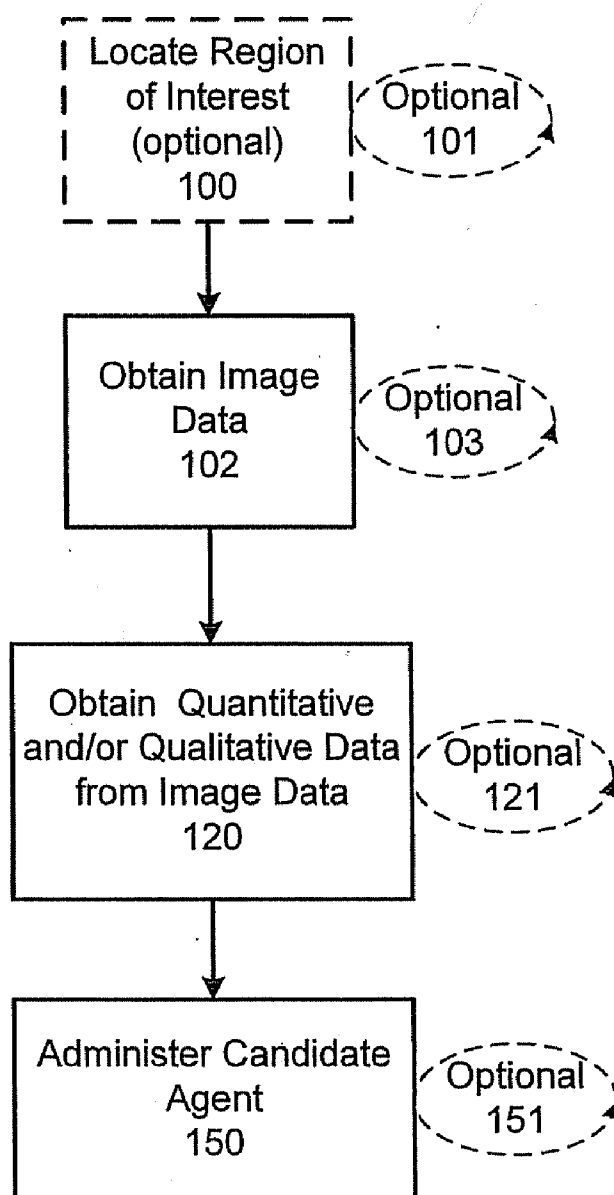 Locate Region
of Interest
(optional)
100
Optional
101
Obtain Image
Data
102
Optional
103
Obtain Quantitative
and/or Qualitative Data
from Image Data
120
Optional
121
Administer Candidate
Agent
150
Optional
151